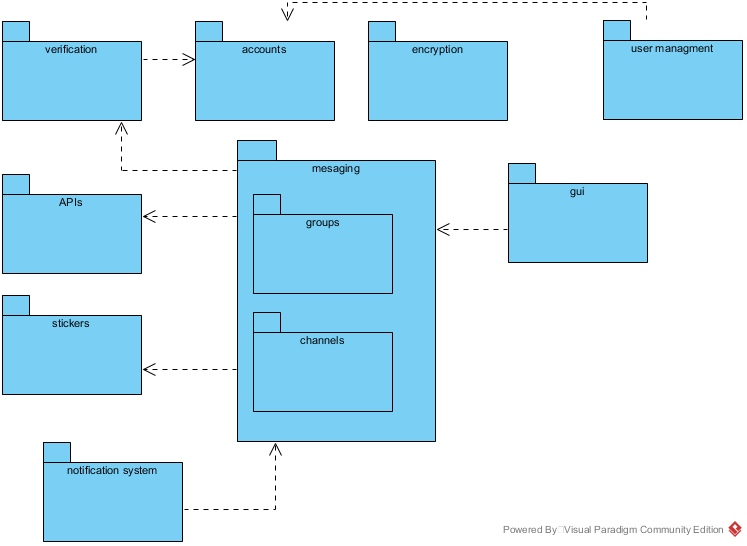 verification
accounts
encryption
user managment
mesaging
APIs
groups
gui
stickers
channels
notification system
Powered By Visual Paradigm Community Edition